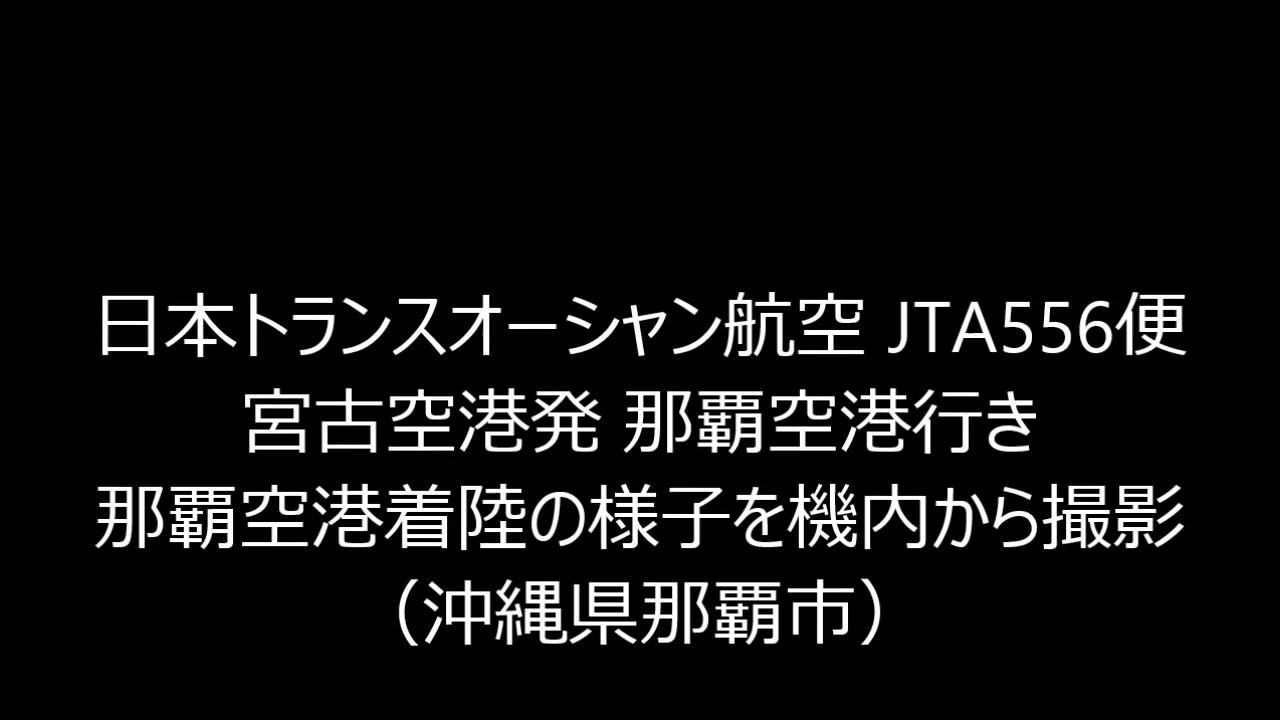 日本トランスオーシャン航空 JTA556便
宮古空港発 那覇空港行き
那覇空港着陸の様子を機内から撮影
（沖縄県那覇市）